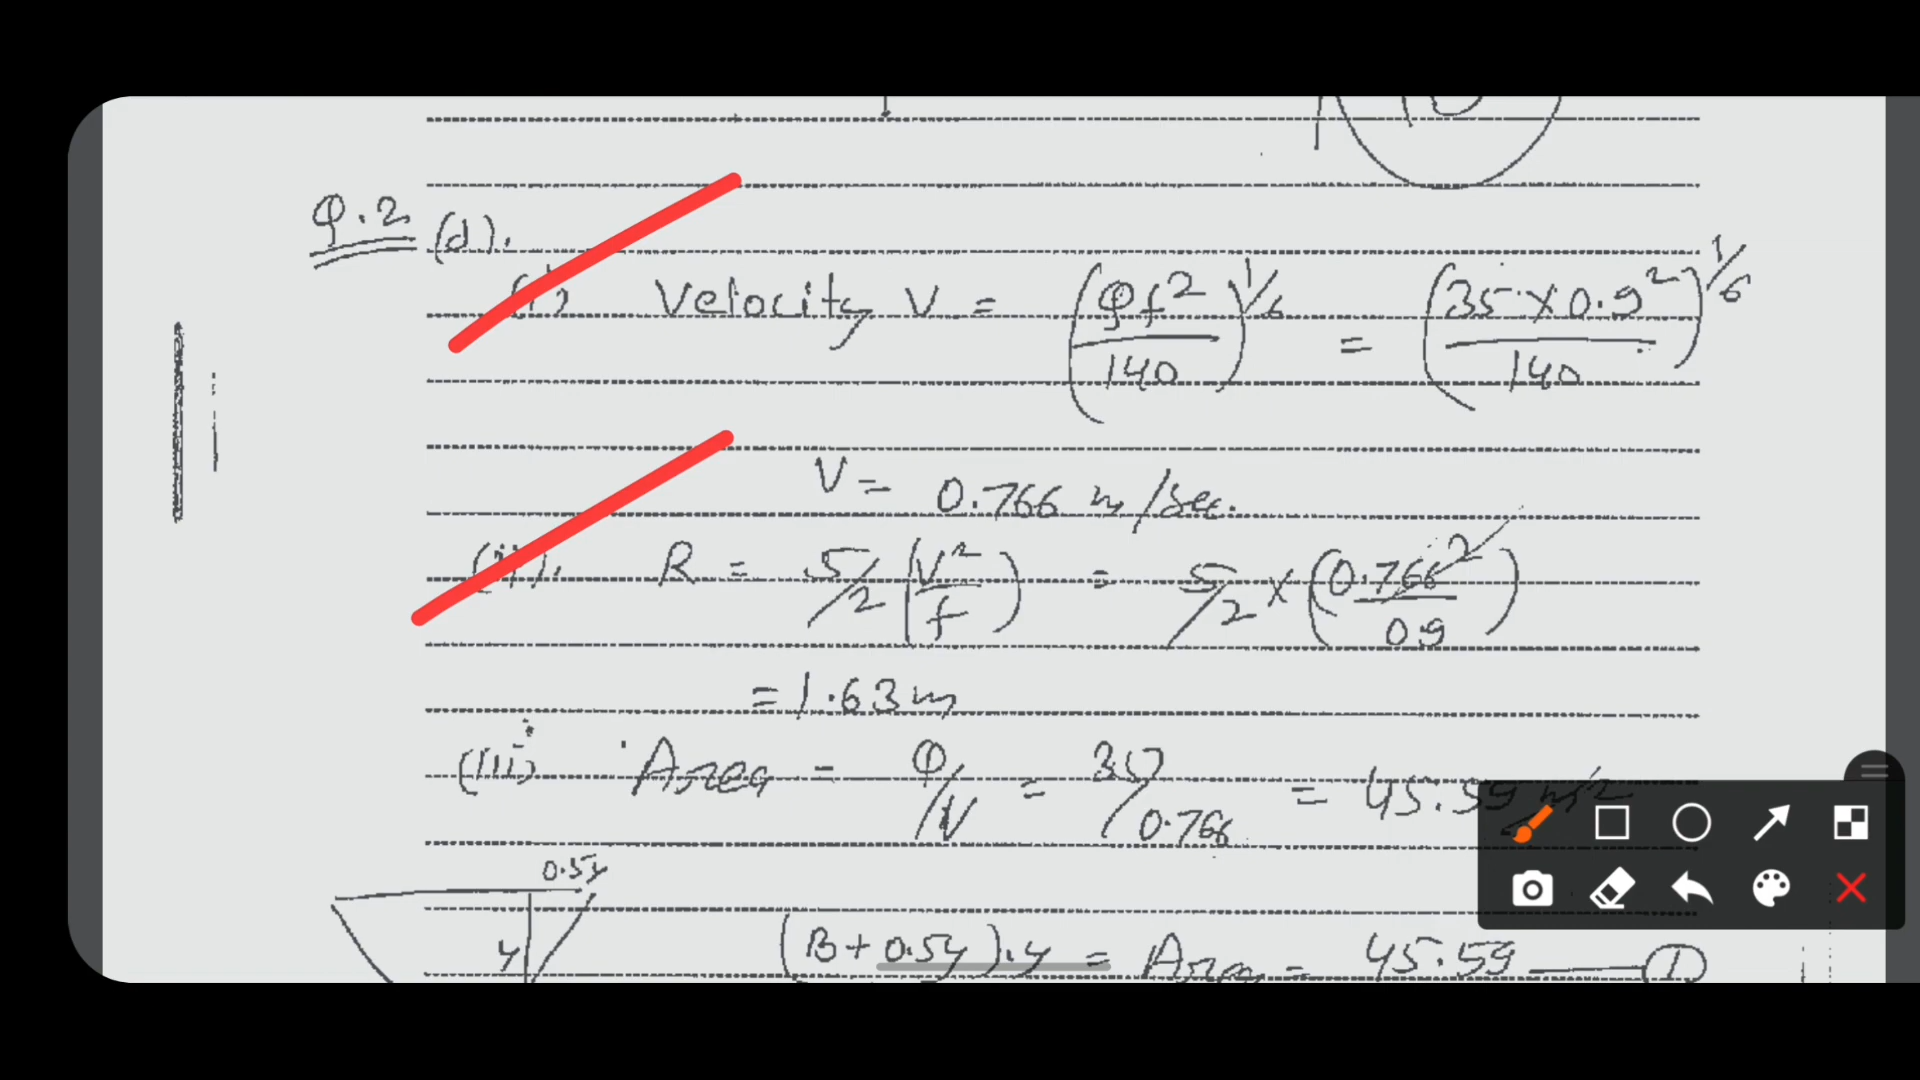 Q.2 (d).
(i) Velocity V = (Qf²/140)^1/6 = (35 × 0.9²/140)^1/6
V = 0.766 m/sec.
(ii). R = 5/2 (V²/f) = 5/2 × (0.766²/0.9)
= 1.63 m
(iii) Area = Q/V = 35/0.766 = 45.59 m²
0.5y
y
(B + 0.5y).y = Area = 45.59 — (1)